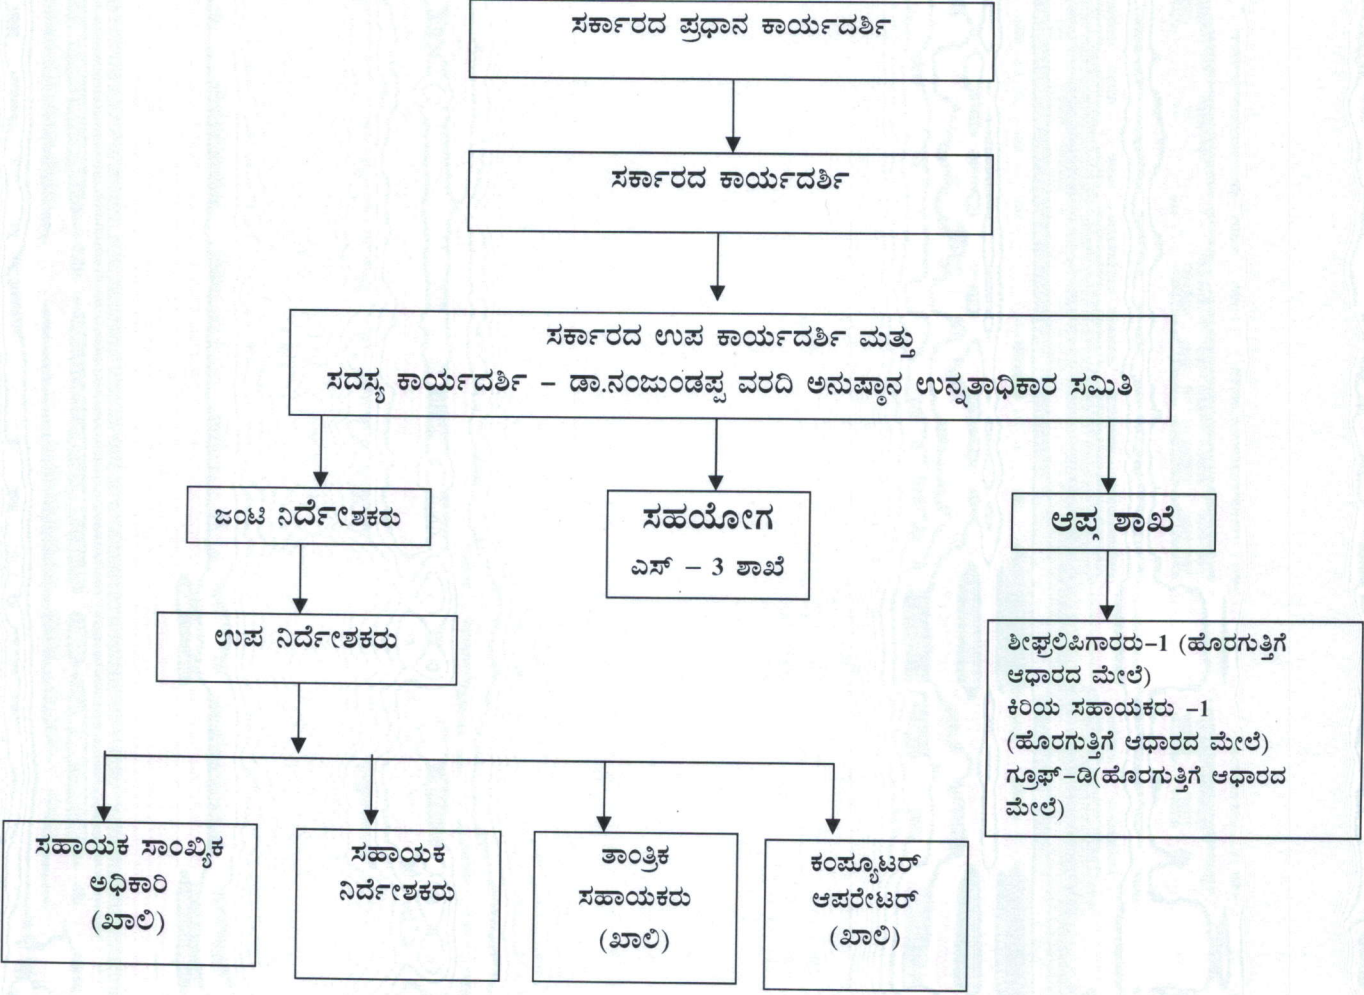 ಸರ್ಕಾರದ ಪ್ರಧಾನ ಕಾರ್ಯದರ್ಶಿ
ಸರ್ಕಾರದ ಕಾರ್ಯದರ್ಶಿ
ಸರ್ಕಾರದ ಉಪ ಕಾರ್ಯದರ್ಶಿ ಮತ್ತು
ಸದಸ್ಯ ಕಾರ್ಯದರ್ಶಿ – ಡಾ.ನಂಜುಂಡಪ್ಪ ವರದಿ ಅನುಷ್ಠಾನ ಉನ್ನತಾಧಿಕಾರ ಸಮಿತಿ
ಜಂಟಿ ನಿರ್ದೇಶಕರು
ಸಹಯೋಗ
ಎಸ್ – 3 ಶಾಖೆ
ಆಪ್ತ ಶಾಖೆ
ಉಪ ನಿರ್ದೇಶಕರು
ಶೀಘ್ರಲಿಪಿಗಾರರು-1 (ಹೊರಗುತ್ತಿಗೆ
ಆಧಾರದ ಮೇಲೆ)
ಕಿರಿಯ ಸಹಾಯಕರು -1
(ಹೊರಗುತ್ತಿಗೆ ಆಧಾರದ ಮೇಲೆ)
ಗ್ರೂಫ್-ಡಿ(ಹೊರಗುತ್ತಿಗೆ ಆಧಾರದ
ಮೇಲೆ)
ಸಹಾಯಕ ಸಾಂಖ್ಯಿಕ
ಅಧಿಕಾರಿ
(ಖಾಲಿ)
ಸಹಾಯಕ
ನಿರ್ದೇಶಕರು
ತಾಂತ್ರಿಕ
ಸಹಾಯಕರು
(ಖಾಲಿ)
ಕಂಪ್ಯೂಟರ್
ಆಪರೇಟರ್
(ಖಾಲಿ)